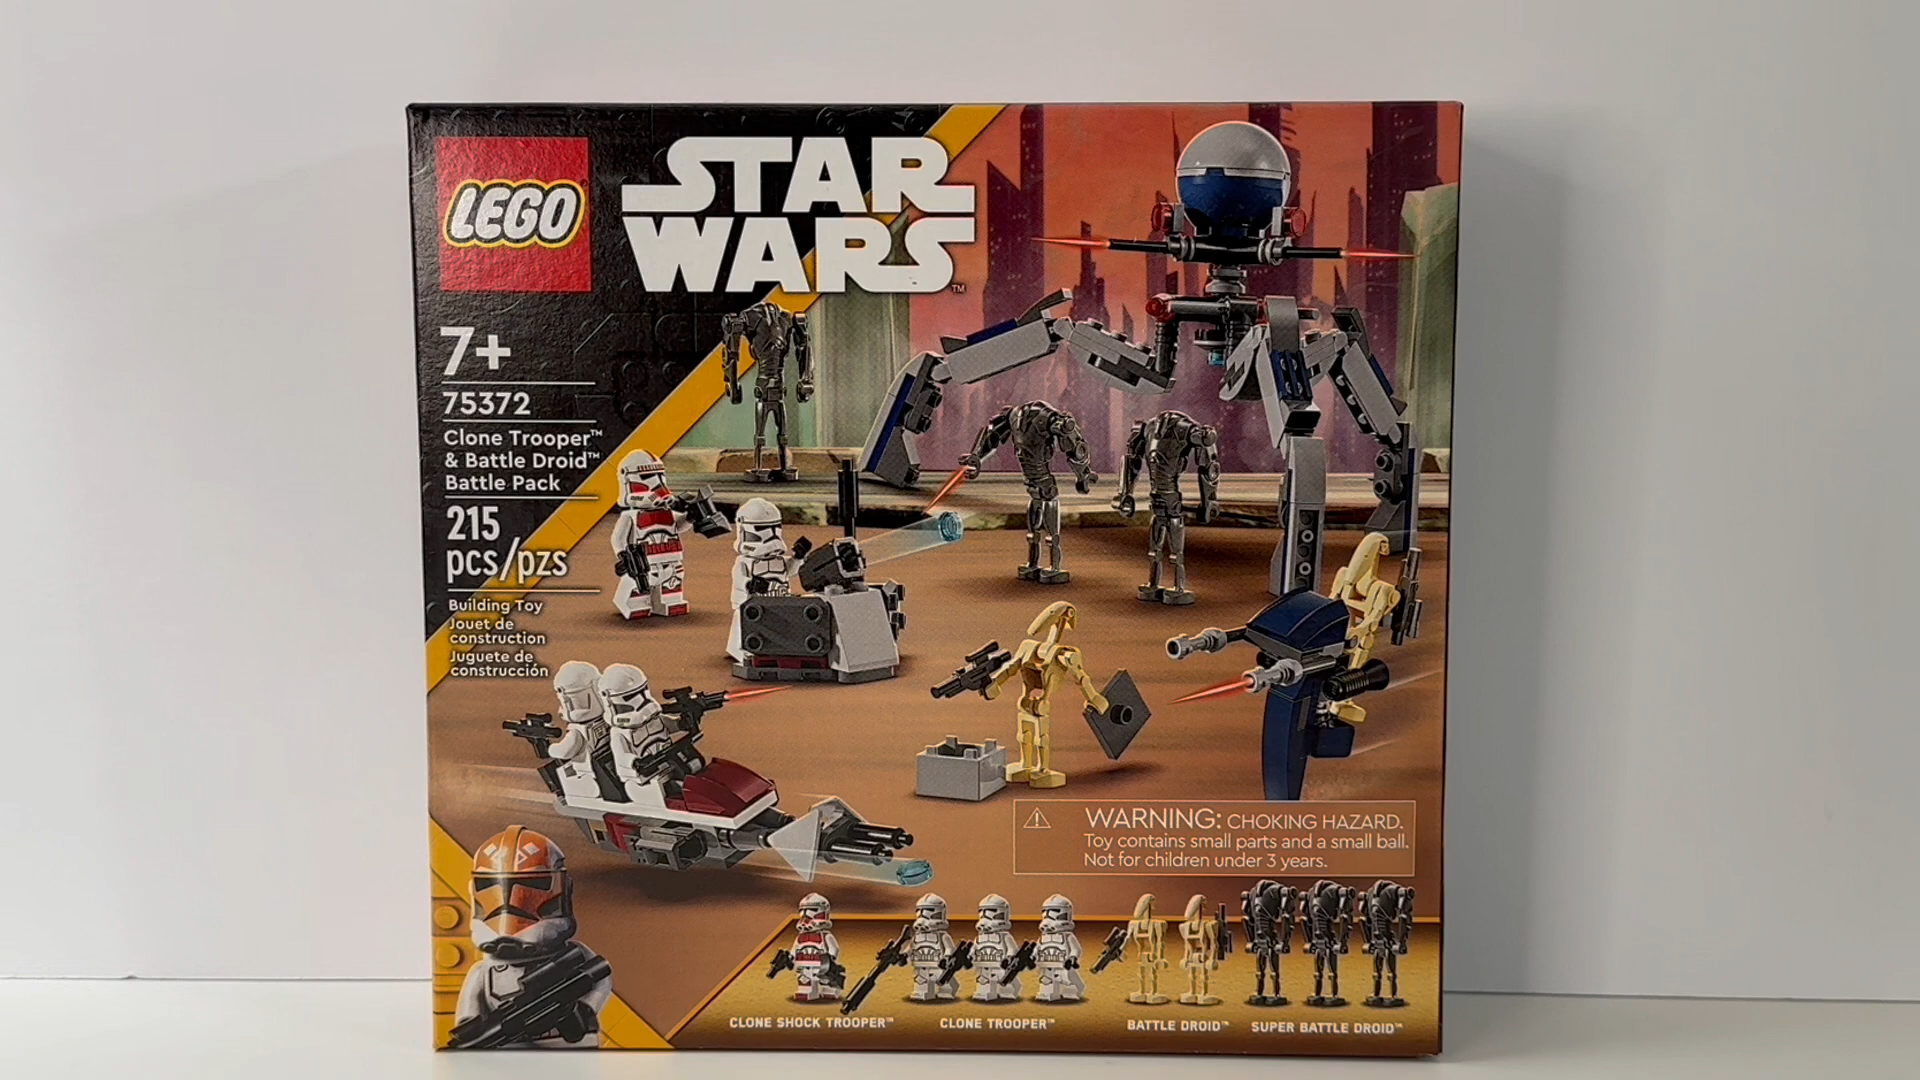 LEGO
STAR
WARS™
7+
75372
Clone Trooper™
& Battle Droid™
Battle Pack
215
pcs/pzs
Building Toy
Jouet de
construction
Juguete de
construcción
WARNING: CHOKING HAZARD.
Toy contains small parts and a small ball.
Not for children under 3 years.
CLONE SHOCK TROOPER™ CLONE TROOPER™ BATTLE DROID™ SUPER BATTLE DROID™